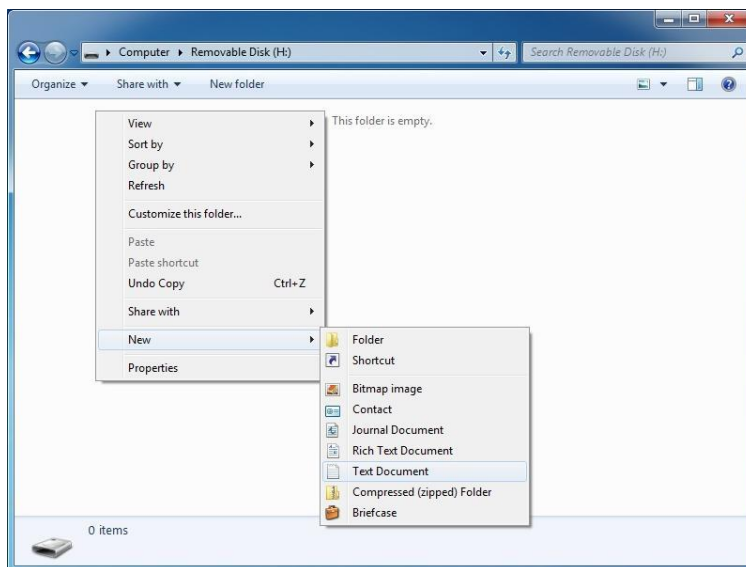 Computer Removable Disk (H:) Search Removable Disk (H:)
Organize Share with New folder
This folder is empty.
View
Sort by
Group by
Refresh
Customize this folder...
Paste
Paste shortcut
Undo Copy Ctrl+Z
Share with
New
Properties
Folder
Shortcut
Bitmap image
Contact
Journal Document
Rich Text Document
Text Document
Compressed (zipped) Folder
Briefcase
0 items